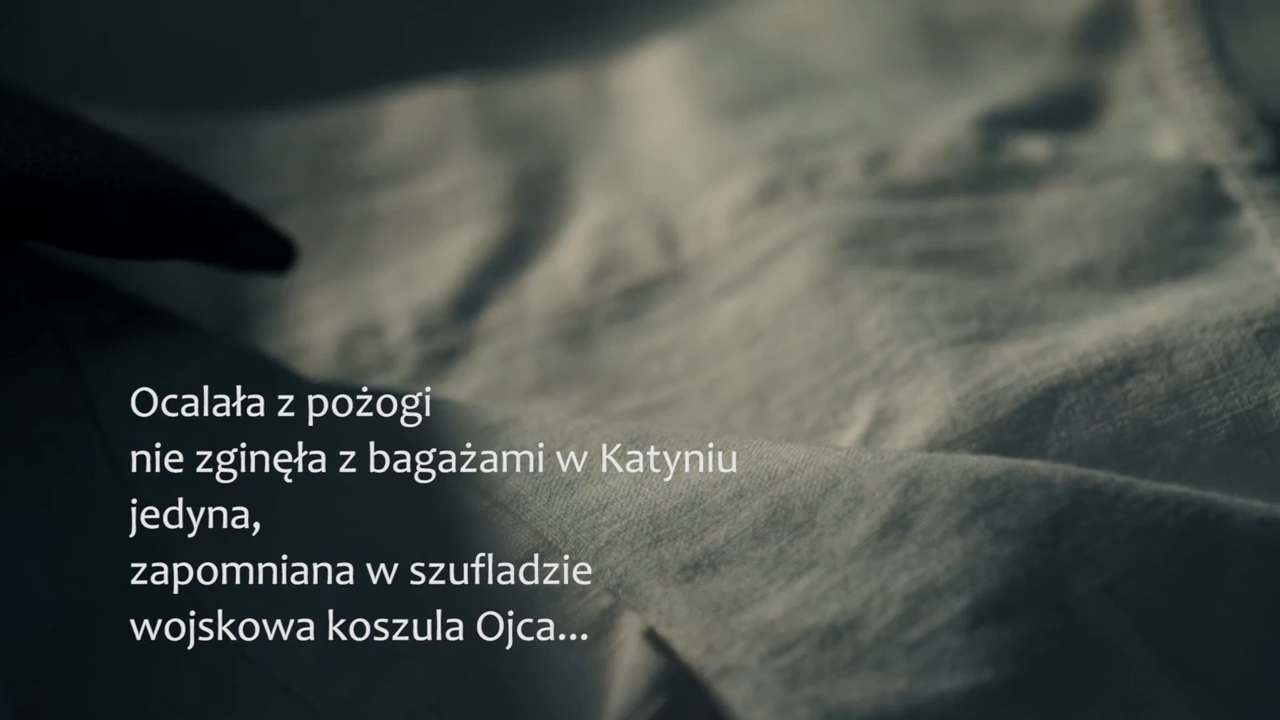 Ocalała z pożogi
nie zginęła z bagażami w Katyniu
jedyna,
zapomniana w szufladzie
wojskowa koszula Ojca...